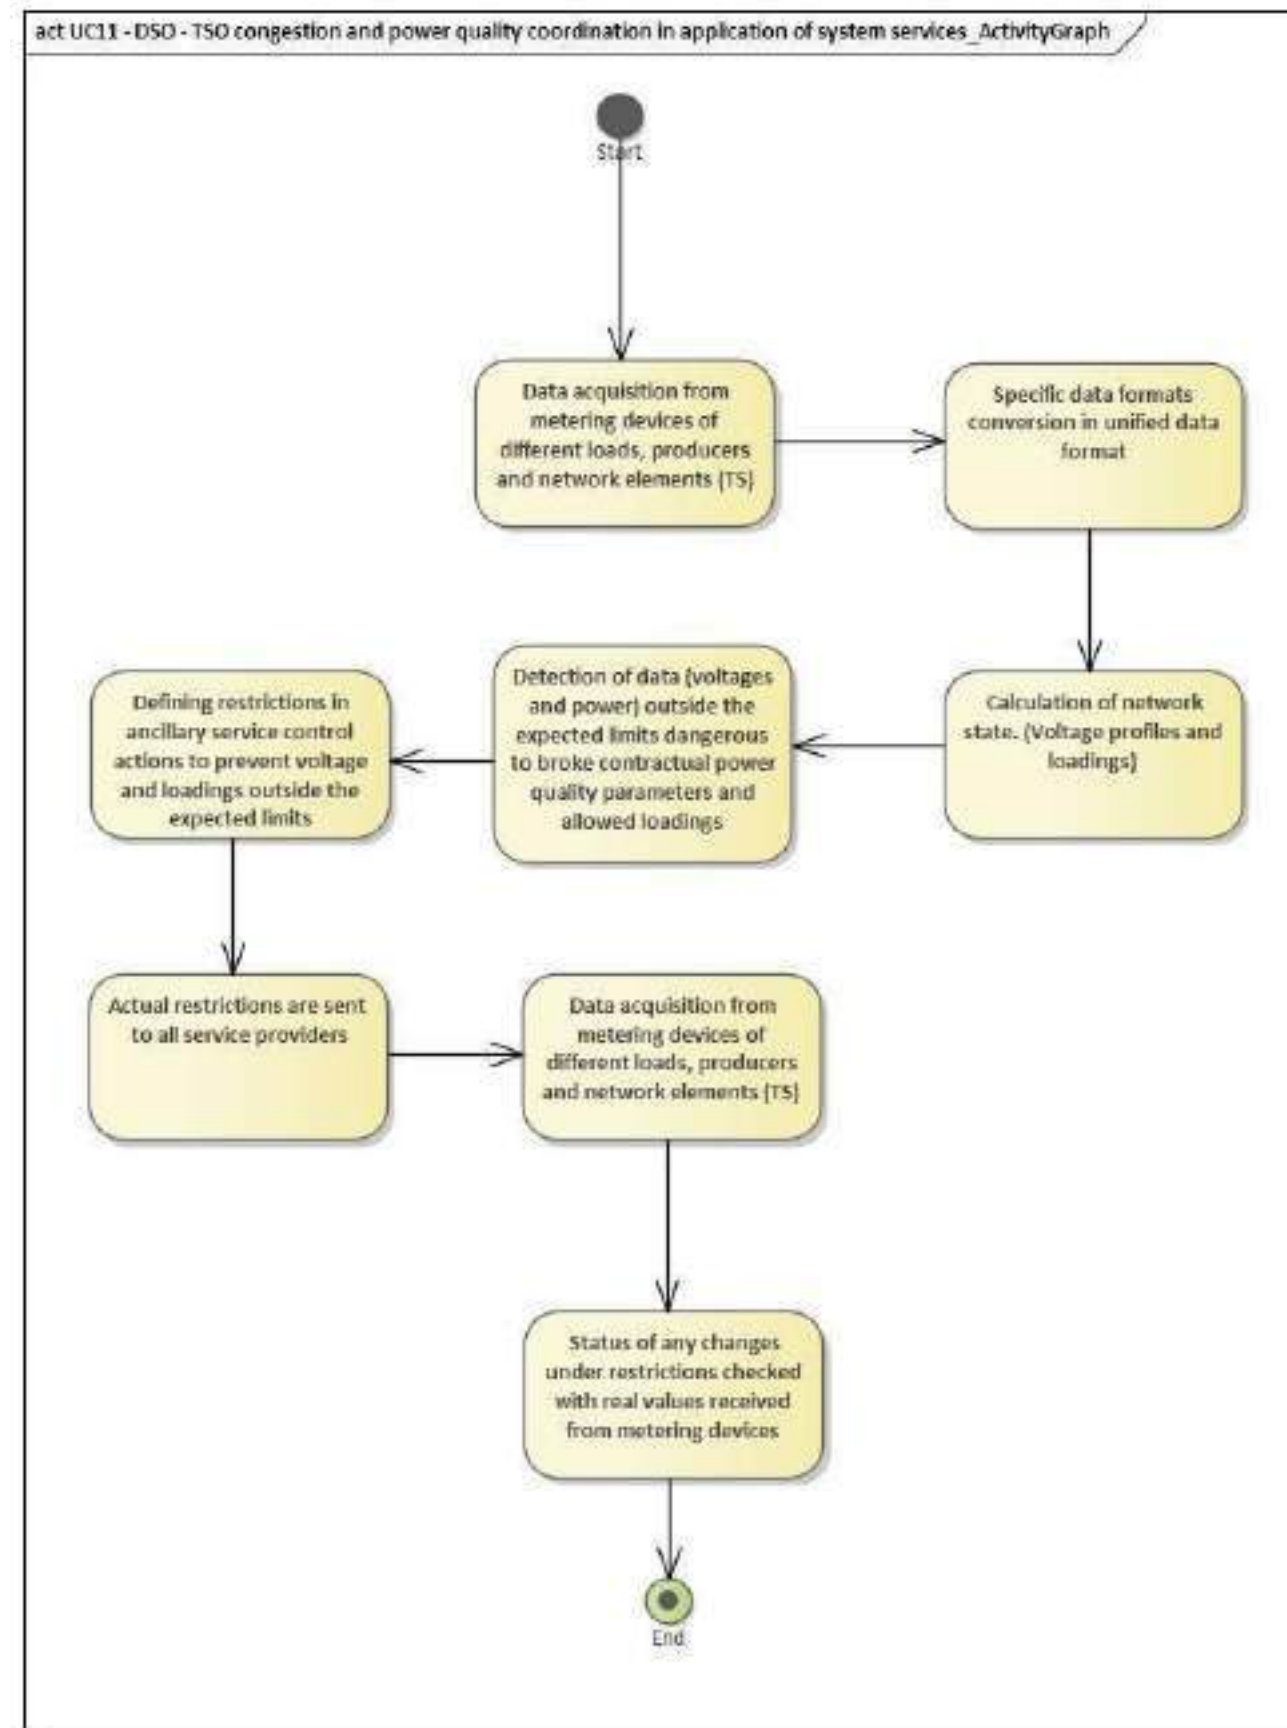 act UC11 - DSO - TSO congestion and power quality coordination in application of system services_ActivityGraph
Start
Data acquisition from
metering devices of
different loads, producers
and network elements (TS)
Specific data formats
conversion in unified data
format
Calculation of network
state. (Voltage profiles and
loadings)
Detection of data (voltages
and power) outside the
expected limits dangerous
to broke contractual power
quality parameters and
allowed loadings
Defining restrictions in
ancillary service control
actions to prevent voltage
and loadings outside the
expected limits
Actual restrictions are sent
to all service providers
Data acquisition from
metering devices of
different loads, producers
and network elements (TS)
Status of any changes
under restrictions checked
with real values received
from metering devices
End